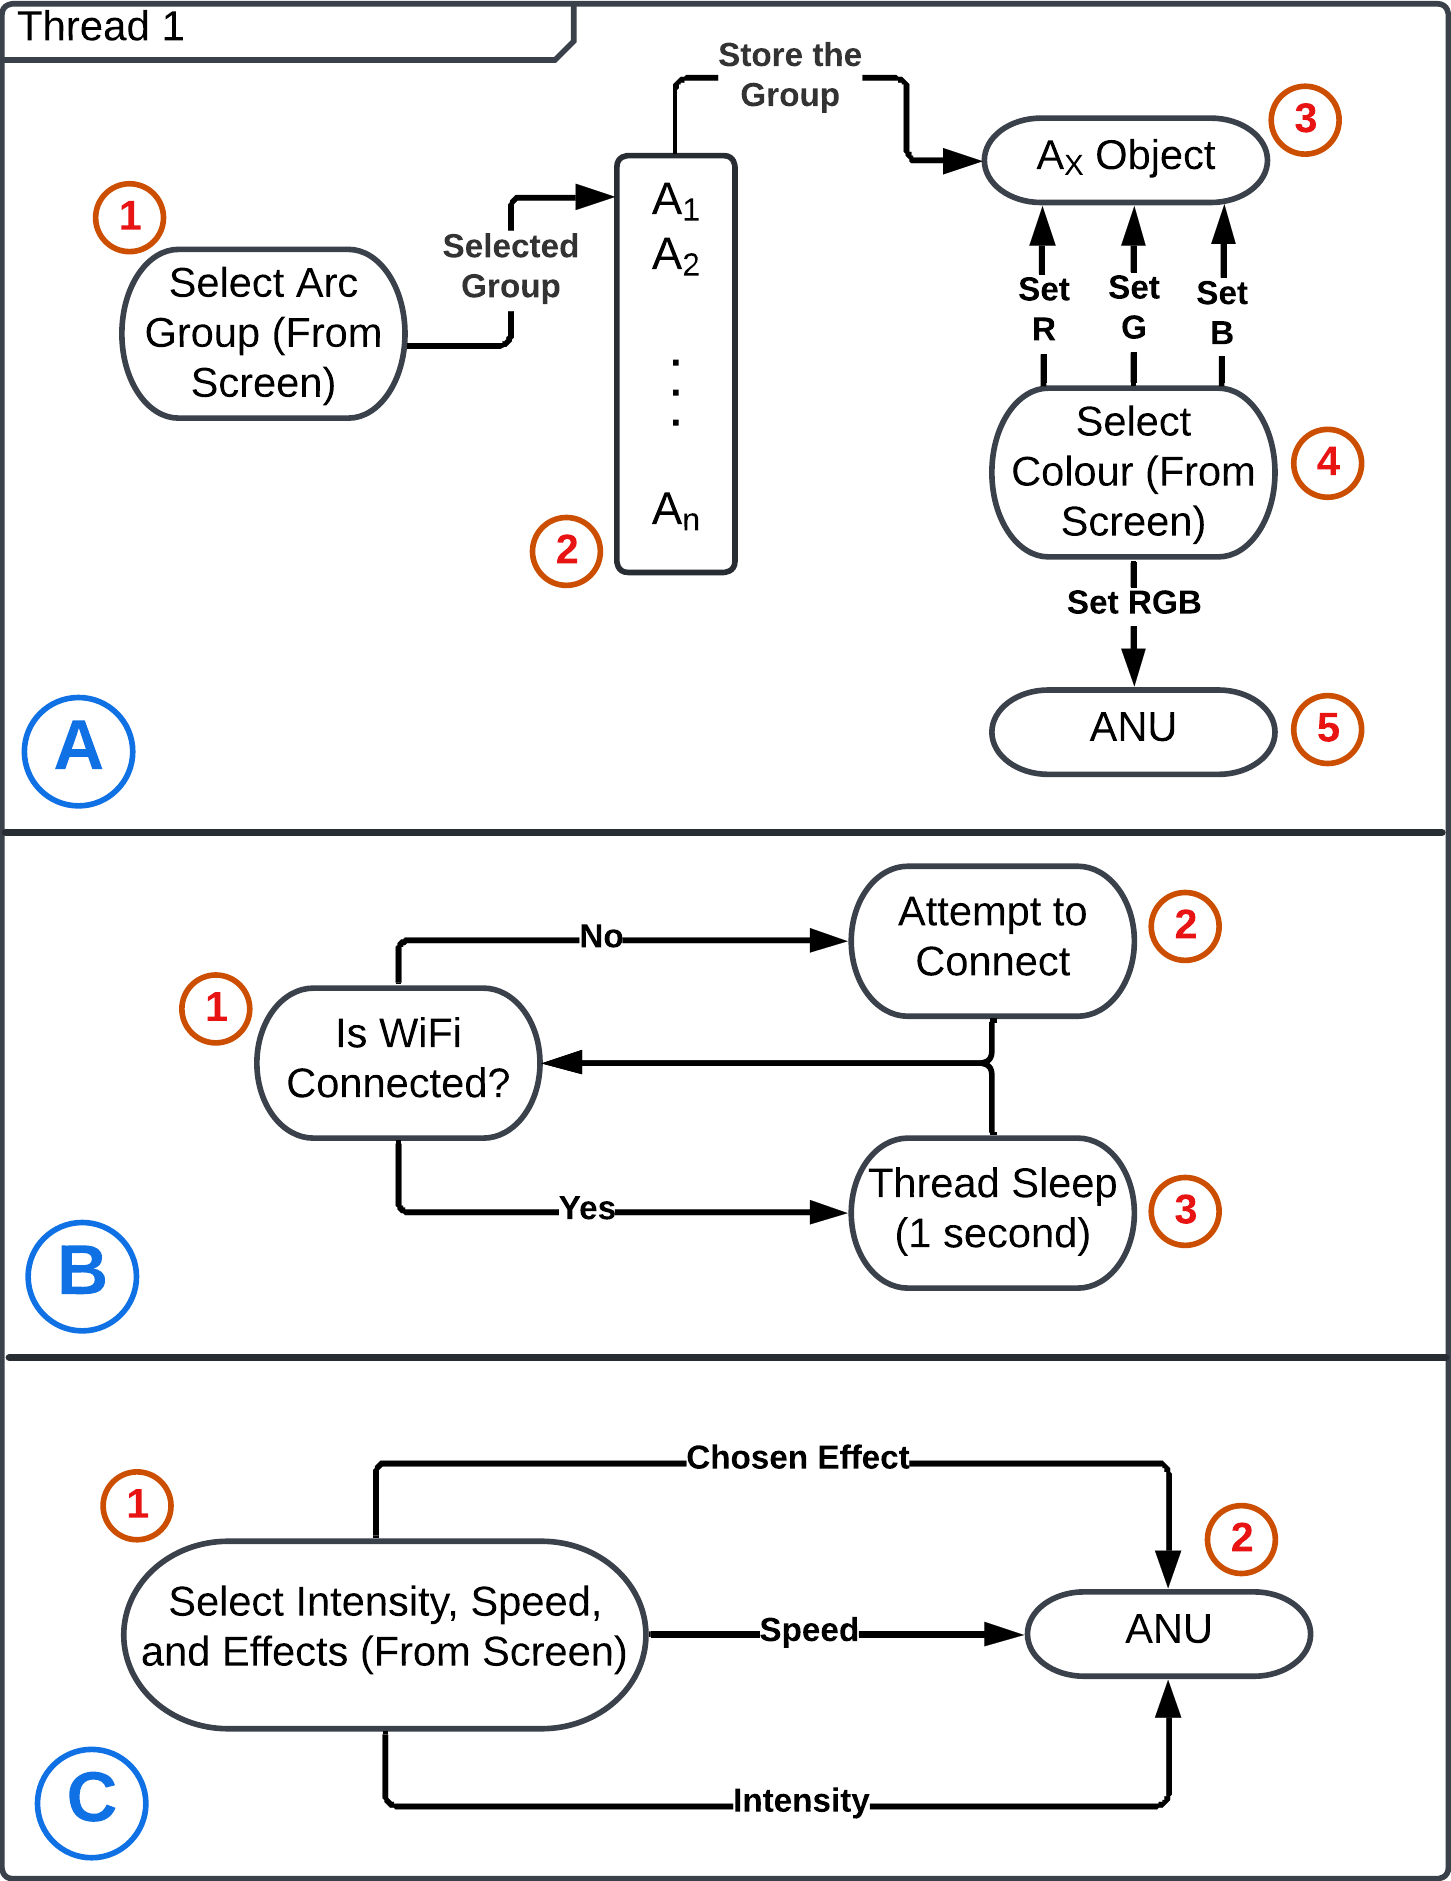 Thread 1
Store the
Group
3
A_X Object
1
Select Arc
Group (From
Screen)
Selected
Group
A_1
A_2
.
.
.
A_n
2
Set
R
Set
G
Set
B
Select
Colour (From
Screen)
4
Set RGB
ANU
5
A
No
Attempt to
Connect
2
1
Is WiFi
Connected?
Yes
Thread Sleep
(1 second)
3
B
Chosen Effect
1
2
Select Intensity, Speed,
and Effects (From Screen)
Speed
ANU
Intensity
C